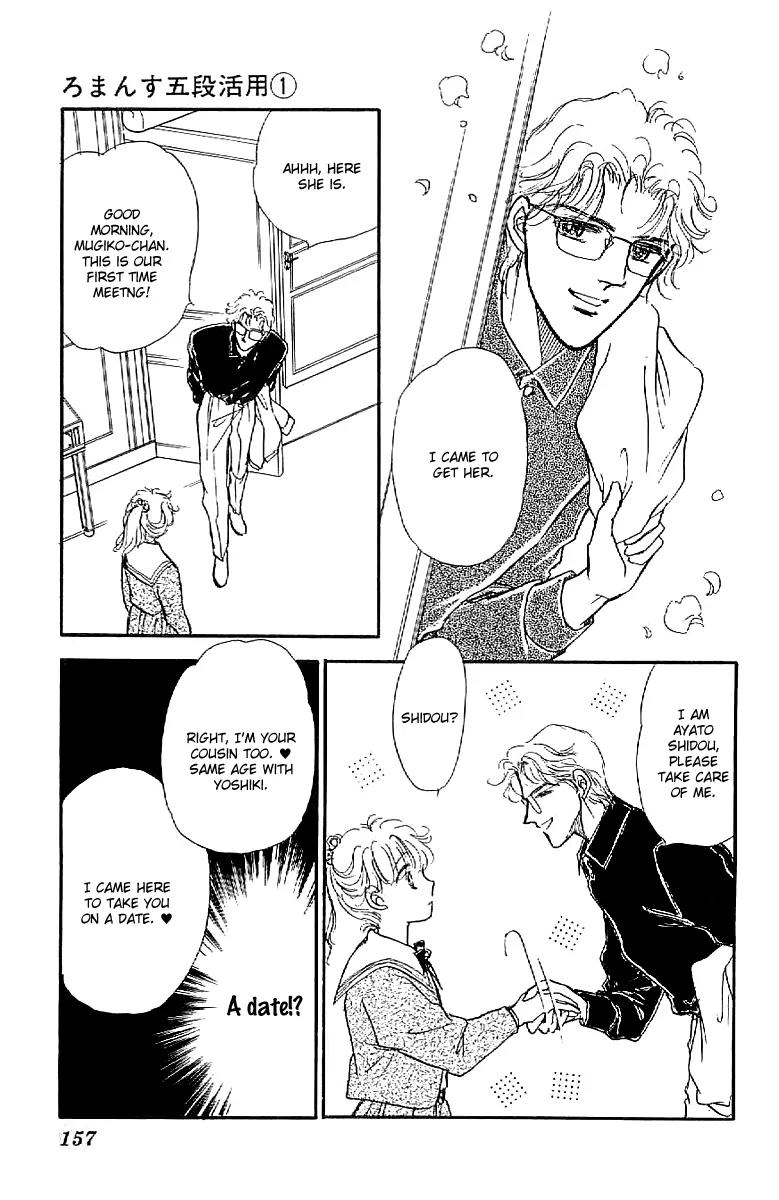 ろまんす五段活用①
I CAME TO
GET HER.
AHHH, HERE
SHE IS.
GOOD
MORNING,
MUGIKO-CHAN.
THIS IS OUR
FIRST TIME
MEETNG!
I AM
AYATO
SHIDOU,
PLEASE
TAKE CARE
OF ME.
SHIDOU?
RIGHT, I'M YOUR
COUSIN TOO. ♥
SAME AGE WITH
YOSHIKI.
I CAME HERE
TO TAKE YOU
ON A DATE. ♥
A date!?
157